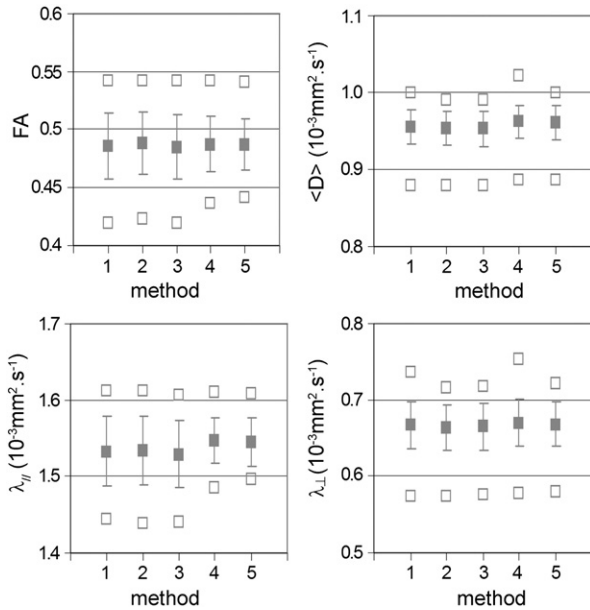 0.6
0.55
0.5
0.45
0.4
FA
1 2 3 4 5
method
1.1
1.0
0.9
0.8
<D> (10⁻³mm².s⁻¹)
1 2 3 4 5
method
1.7
1.6
1.5
1.4
λ// (10⁻³mm².s⁻¹)
1 2 3 4 5
method
0.8
0.7
0.6
0.5
λ⊥ (10⁻³mm².s⁻¹)
1 2 3 4 5
method